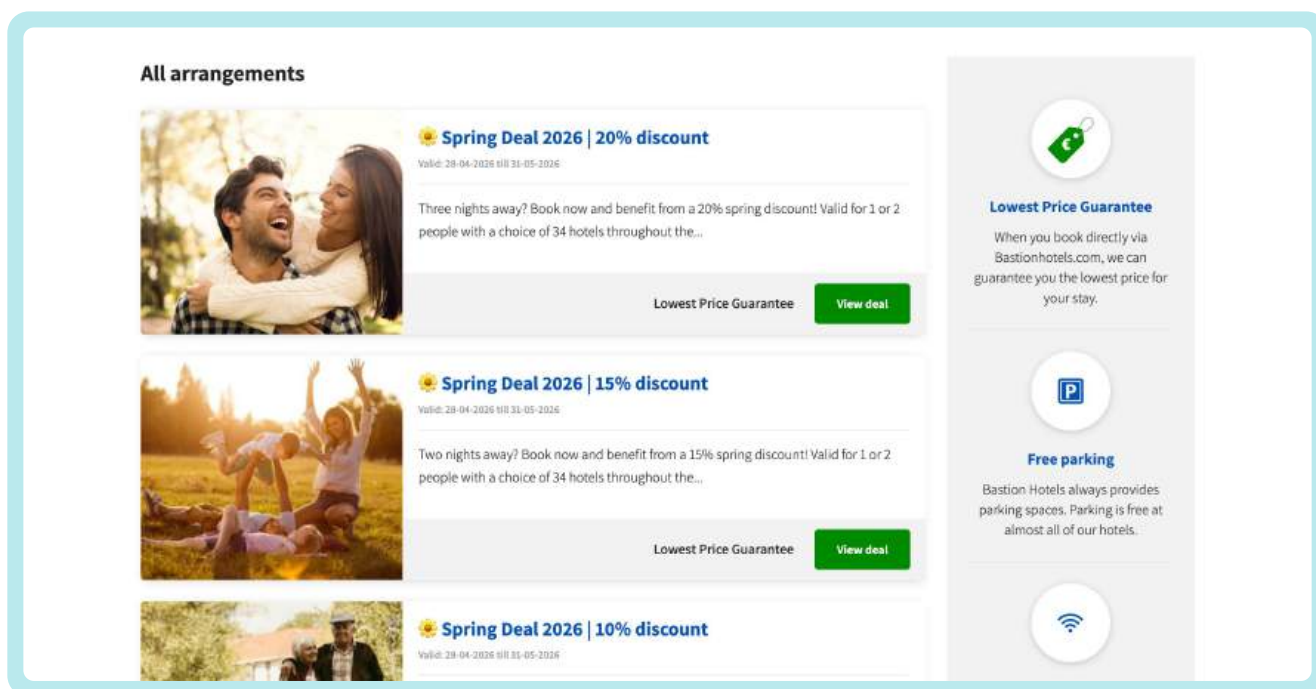 All arrangements
Spring Deal 2026 | 20% discount
Valid: 28-04-2026 till 31-05-2026
Three nights away? Book now and benefit from a 20% spring discount! Valid for 1 or 2
people with a choice of 34 hotels throughout the...
Lowest Price Guarantee
View deal
Spring Deal 2026 | 15% discount
Valid: 28-04-2026 till 31-05-2026
Two nights away? Book now and benefit from a 15% spring discount! Valid for 1 or 2
people with a choice of 34 hotels throughout the...
Lowest Price Guarantee
View deal
Spring Deal 2026 | 10% discount
Valid: 28-04-2026 till 31-05-2026
€
Lowest Price Guarantee
When you book directly via
Bastionhotels.com, we can
guarantee you the lowest price for
your stay.
P
Free parking
Bastion Hotels always provides
parking spaces. Parking is free at
almost all of our hotels.